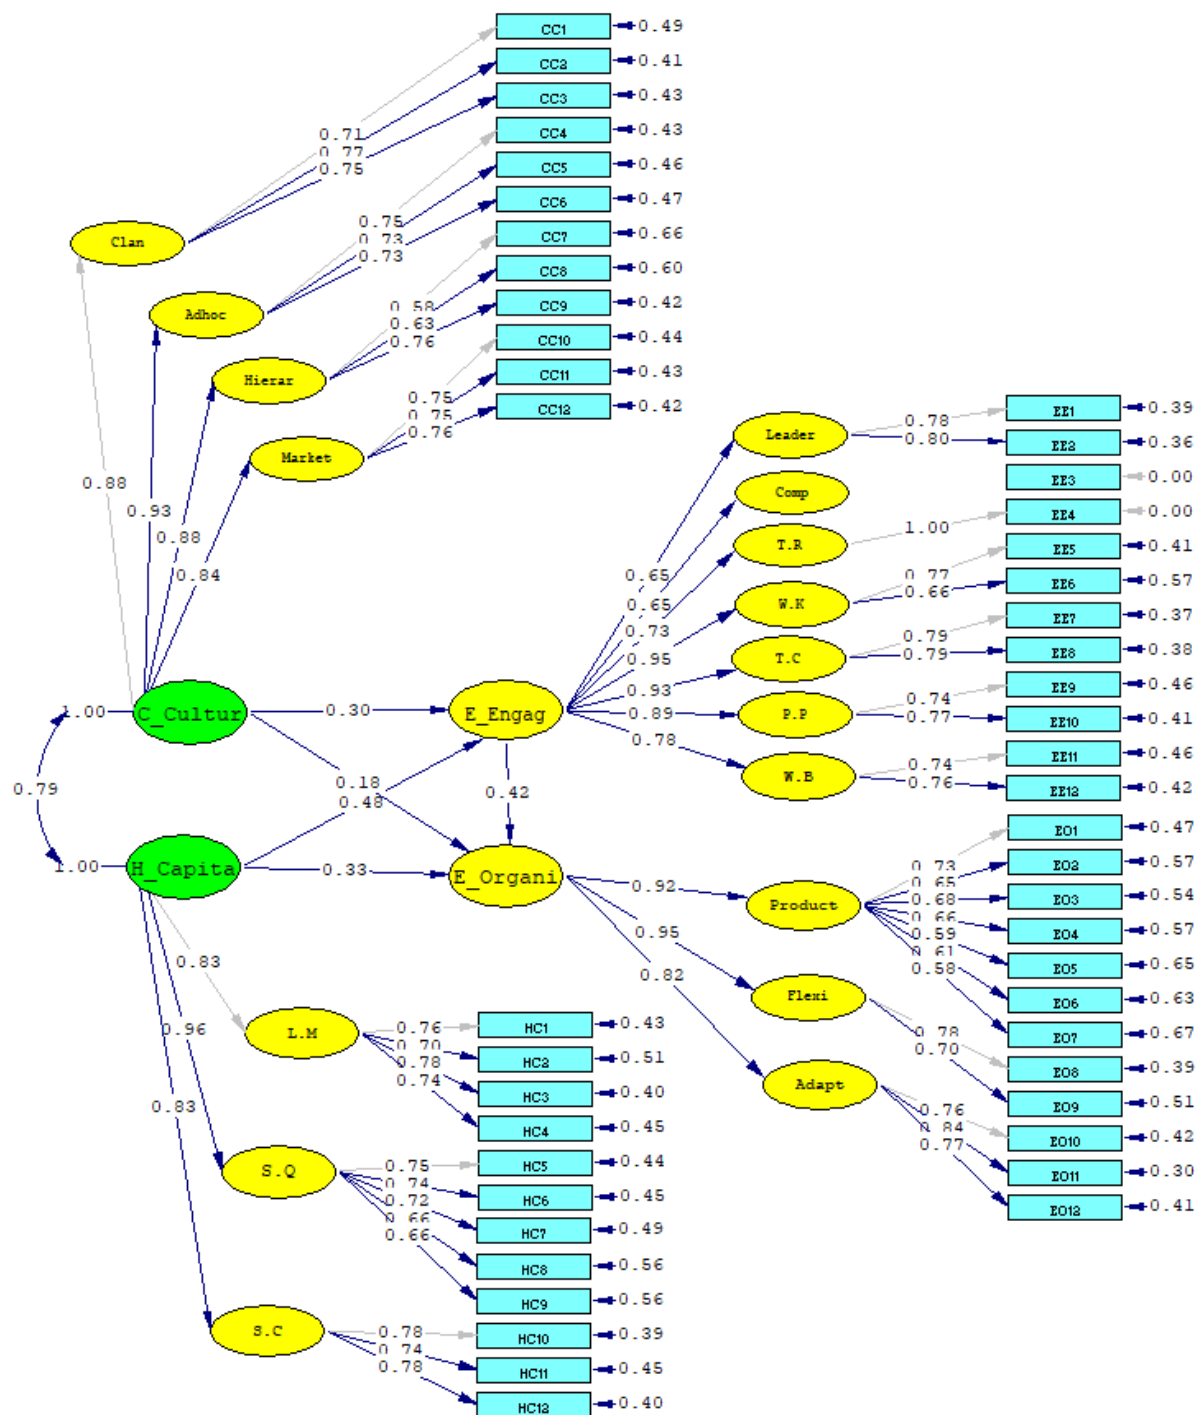 CC1 0.49
CC2 0.41
CC3 0.43
0.71 CC4 0.43
0.77
0.75 CC5 0.46
CC6 0.47
Clan 0.75 CC7 0.66
0.73
0.73 CC8 0.60
Adhoc 0.58 CC9 0.42
0.63
0.76 CC10 0.44
Hierar CC11 0.43
0.75 CC12 0.42
0.75
0.76
Market
0.88
0.93
0.88
0.84
Leader 0.78 EE1 0.39
0.80 EE2 0.36
EE3 0.00
Comp
1.00 EE4 0.00
T.R EE5 0.41
0.65 0.77 EE6 0.57
0.65 W.K 0.66
0.73 EE7 0.37
0.95 T.C 0.79 EE8 0.38
0.79
0.93 EE9 0.46
1.00 C_Cultur 0.30 E_Engag 0.89 P.P 0.74 EE10 0.41
0.77
0.78 EE11 0.46
0.79 0.18 0.42 W.B 0.74
0.48 0.76 EE12 0.42
EO1 0.47
1.00 H_Capita 0.33 E_Organi 0.92 Product 0.73 EO2 0.57
0.65
0.68 EO3 0.54
0.66 EO4 0.57
0.59
0.95 0.61 EO5 0.65
0.58
0.83 0.82 EO6 0.63
Flexi EO7 0.67
0.96 L.M 0.76 HC1 0.43 0.78 EO8 0.39
0.70 HC2 0.51 0.70
0.78 HC3 0.40 Adapt EO9 0.51
0.74 HC4 0.45 0.76 EO10 0.42
0.83 0.84
0.77
S.Q 0.75 HC5 0.44 EO11 0.30
0.74 HC6 0.45 EO12 0.41
0.72 HC7 0.49
0.66
0.66 HC8 0.56
HC9 0.56
S.C 0.78 HC10 0.39
0.74 HC11 0.45
0.78 HC12 0.40